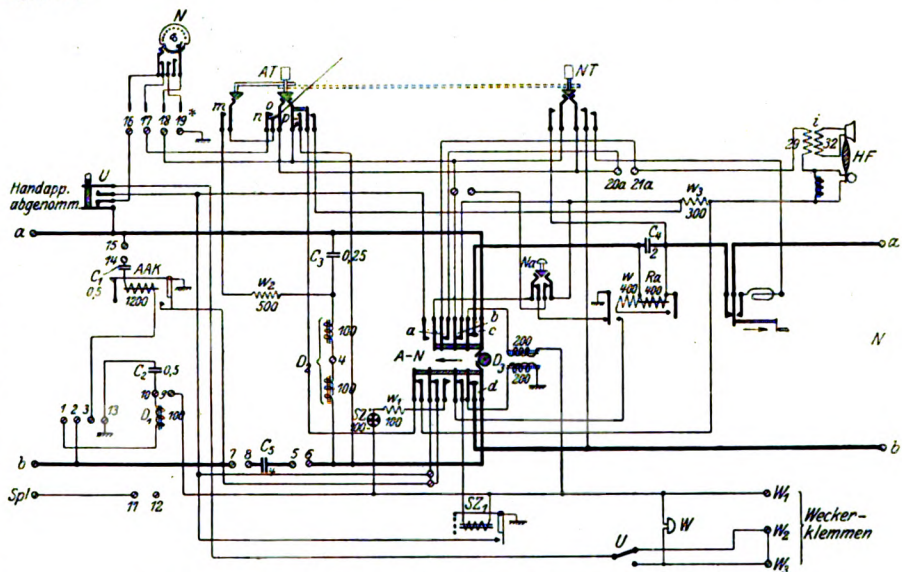 N
AT
NT
m
n
o
p
i
29
32
HF
16
17
18
19
*
U
Handapp.
abgenomm.
20a
21a
W₃
300
a
15
14
C₁
0,5
AAK
1200
C₃
0,25
W₂
500
Na
C₄
2
W
400
Ra
400
a
a
b
c
D₂
100
4
100
A-N
D₃
200
200
N
C₂
0,5
10
9
1
2
3
13
D₁
100
SZ
100
W₁
100
d
b
7
8
C₅
4
5
6
b
Spl
11
12
SZ₁
W
U
W₁
W₂
W₃
Wecker-
klemmen